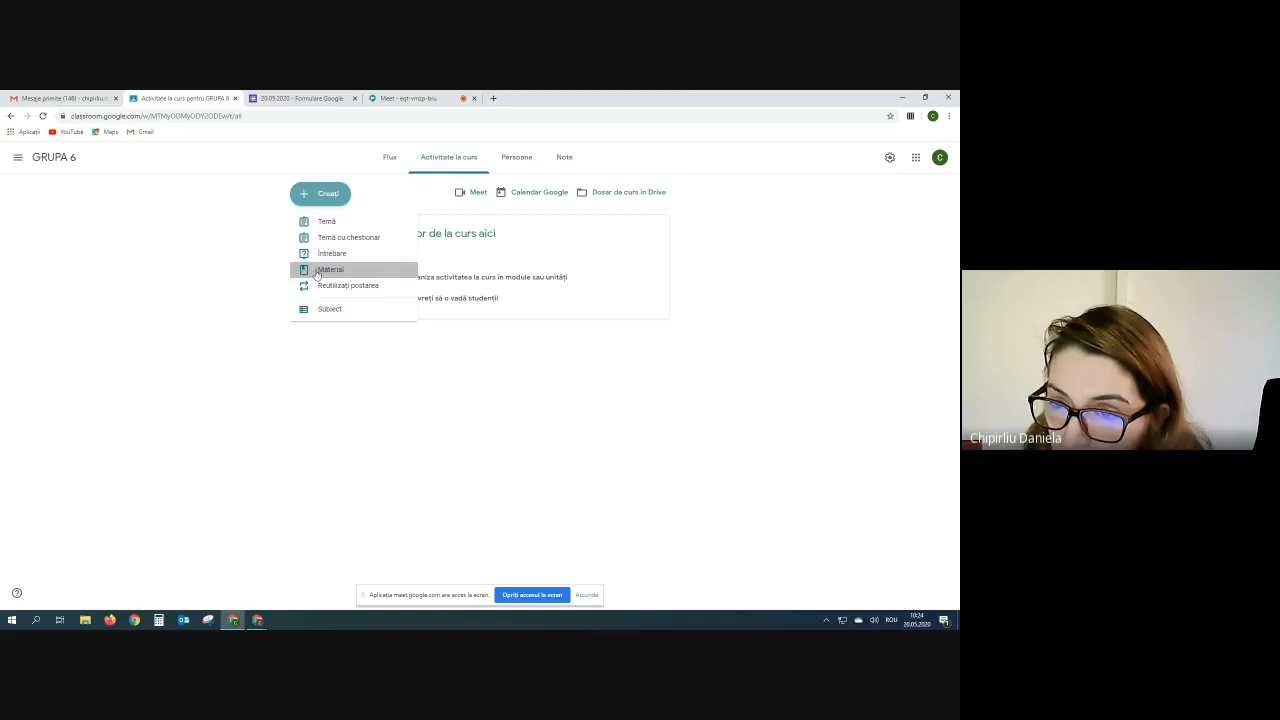 Mesaje primite (146) - chipirliu.c
Activitate la curs pentru GRUPA 6
20.05.2020 - Formulare Google
Meet - eqt-vmzp-bru
classroom.google.com/w/MTMyODMyODY2ODEw/t/all
Aplicații
YouTube
Maps
Gmail
GRUPA 6
Flux
Activitate la curs
Persoane
Note
C
Creați
Meet
Calendar Google
Dosar de curs în Drive
Temă
Temă cu chestionar
Întrebare
Material
Reutilizați postarea
Subiect
or de la curs aici
aniza activitatea la curs în module sau unități
vreți să o vadă studenții
Aplicația meet.google.com are acces la ecran.
Opriți accesul la ecran
Ascunde
ROU
10:24
20.05.2020
Chipirliu Daniela